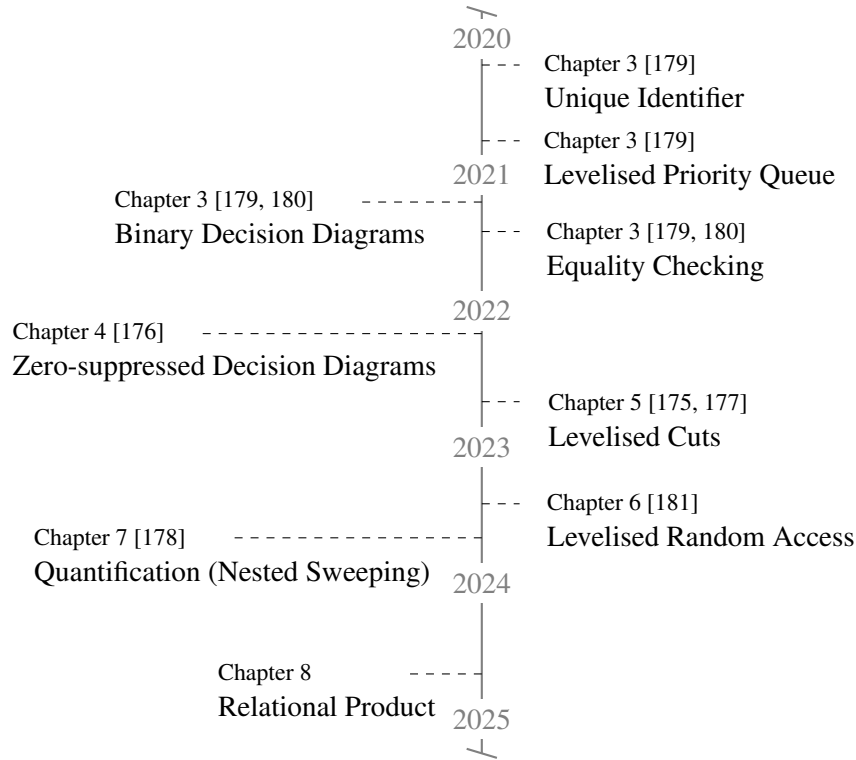 2020
Chapter 3 [179]
Unique Identifier
Chapter 3 [179]
Levelised Priority Queue
2021
Chapter 3 [179, 180]
Binary Decision Diagrams
Chapter 3 [179, 180]
Equality Checking
2022
Chapter 4 [176]
Zero-suppressed Decision Diagrams
Chapter 5 [175, 177]
Levelised Cuts
2023
Chapter 6 [181]
Levelised Random Access
Chapter 7 [178]
Quantification (Nested Sweeping)
2024
Chapter 8
Relational Product
2025